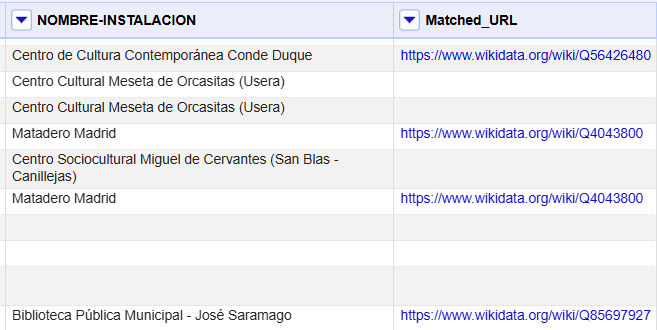 NOMBRE-INSTALACION Matched_URL
Centro de Cultura Contemporánea Conde Duque https://www.wikidata.org/wiki/Q56426480
Centro Cultural Meseta de Orcasitas (Usera)
Centro Cultural Meseta de Orcasitas (Usera)
Matadero Madrid https://www.wikidata.org/wiki/Q4043800
Centro Sociocultural Miguel de Cervantes (San Blas -
Canillejas)
Matadero Madrid https://www.wikidata.org/wiki/Q4043800
Biblioteca Pública Municipal - José Saramago https://www.wikidata.org/wiki/Q85697927